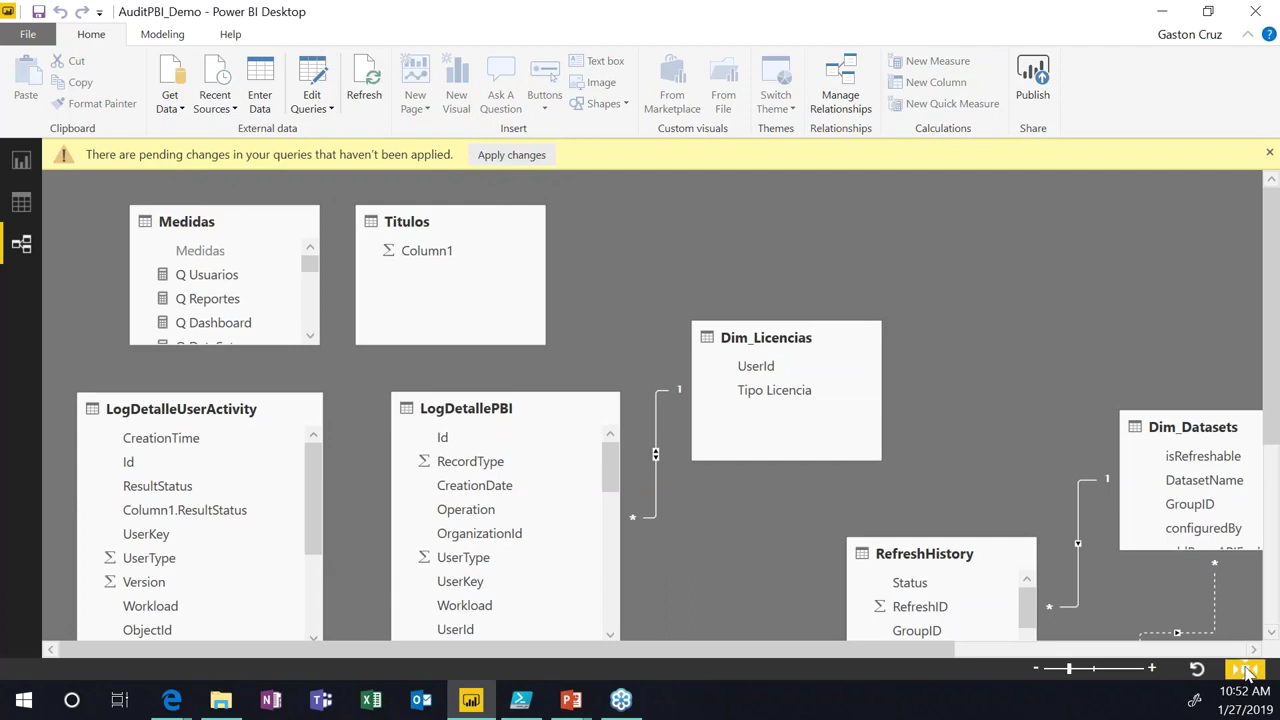 AuditPBI_Demo - Power BI Desktop
File
Home
Modeling
Help
Gaston Cruz
Paste
Cut
Copy
Format Painter
Clipboard
Get Data
Recent Sources
Enter Data
Edit Queries
Refresh
External data
New Page
New Visual
Ask A Question
Buttons
Text box
Image
Shapes
Insert
From Marketplace
From File
Custom visuals
Switch Theme
Themes
Manage Relationships
Relationships
New Measure
New Column
New Quick Measure
Calculations
Publish
Share
There are pending changes in your queries that haven't been applied.
Apply changes
Medidas
Medidas
Q Usuarios
Q Reportes
Q Dashboard
Titulos
Column1
Dim_Licencias
UserId
Tipo Licencia
1
*
LogDetalleUserActivity
CreationTime
Id
ResultStatus
Column1.ResultStatus
UserKey
UserType
Version
Workload
ObjectId
LogDetallePBI
Id
RecordType
CreationDate
Operation
OrganizationId
UserType
UserKey
Workload
UserId
Dim_Datasets
isRefreshable
DatasetName
GroupID
configuredBy
1
*
*
RefreshHistory
Status
RefreshID
GroupID
10:52 AM
1/27/2019